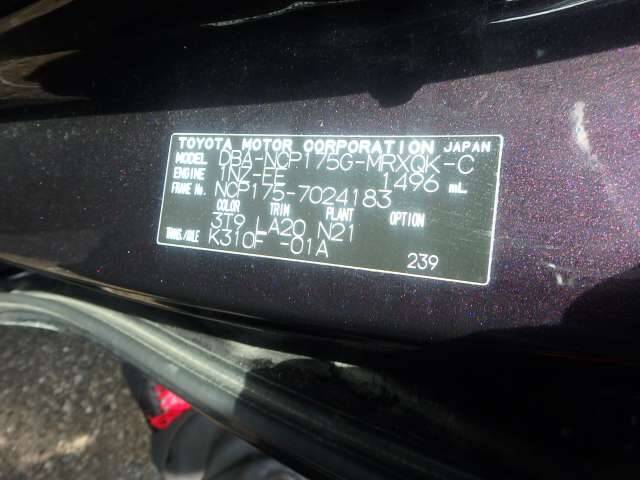 TOYOTA MOTOR CORPORATION JAPAN
MODEL DBA-NCP175G-MRXQK-C
ENGINE 1NZ-FE 1496 mL
FRAME No. NCP175-7024183
COLOR TRIM PLANT OPTION
3T9 LA20 N21
TRANS./AXLE K310F -01A
239